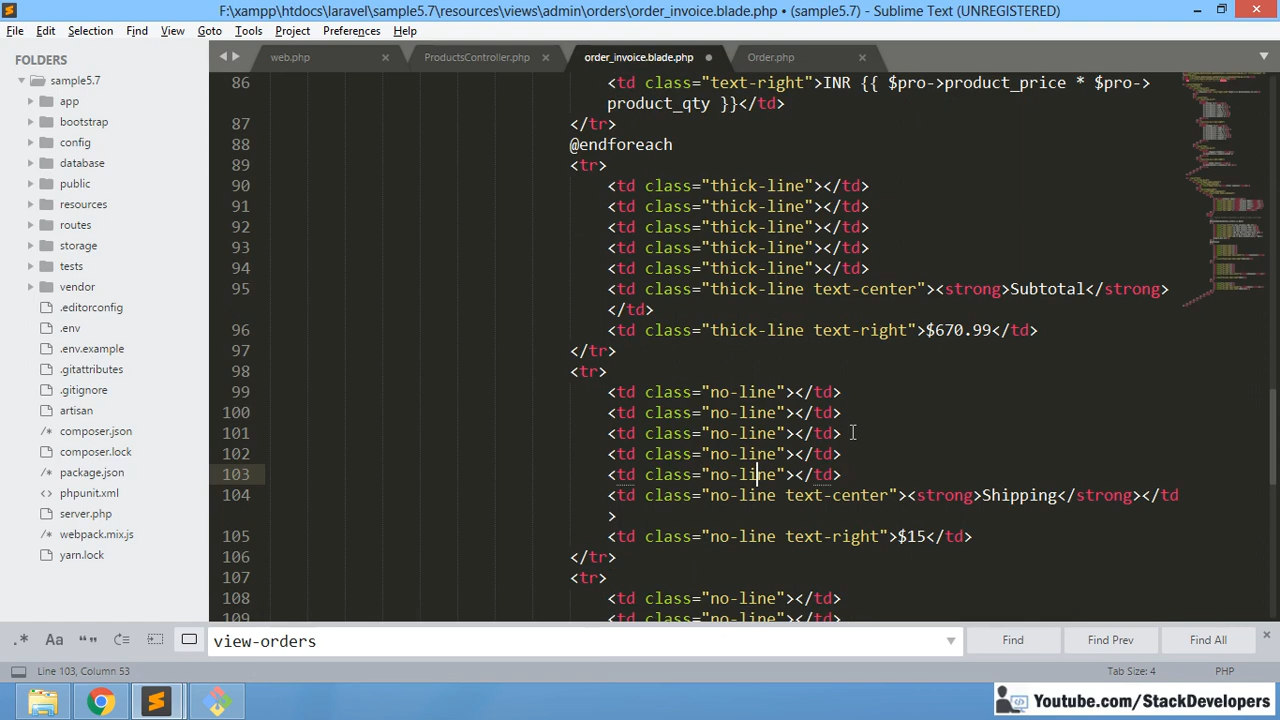 F:\xampp\htdocs\laravel\sample5.7\resources\views\admin\orders\order_invoice.blade.php • (sample5.7) - Sublime Text (UNREGISTERED)
File Edit Selection Find View Goto Tools Project Preferences Help
FOLDERS
sample5.7
app
bootstrap
config
database
public
resources
routes
storage
tests
vendor
.editorconfig
.env
.env.example
.gitattributes
.gitignore
artisan
composer.json
composer.lock
package.json
phpunit.xml
server.php
webpack.mix.js
yarn.lock
web.php ProductsController.php order_invoice.blade.php Order.php
86 <td class="text-right">INR {{ $pro->product_price * $pro->
product_qty }}</td>
87 </tr>
88 @endforeach
89 <tr>
90 <td class="thick-line"></td>
91 <td class="thick-line"></td>
92 <td class="thick-line"></td>
93 <td class="thick-line"></td>
94 <td class="thick-line"></td>
95 <td class="thick-line text-center"><strong>Subtotal</strong>
</td>
96 <td class="thick-line text-right">$670.99</td>
97 </tr>
98 <tr>
99 <td class="no-line"></td>
100 <td class="no-line"></td>
101 <td class="no-line"></td>
102 <td class="no-line"></td>
103 <td class="no-line"></td>
104 <td class="no-line text-center"><strong>Shipping</strong></td
>
105 <td class="no-line text-right">$15</td>
106 </tr>
107 <tr>
108 <td class="no-line"></td>
109 <td class="no-line"></td>
.* Aa “ ”
view-orders
Find Find Prev Find All
Line 103, Column 53
Tab Size: 4 PHP
Youtube.com/StackDevelopers